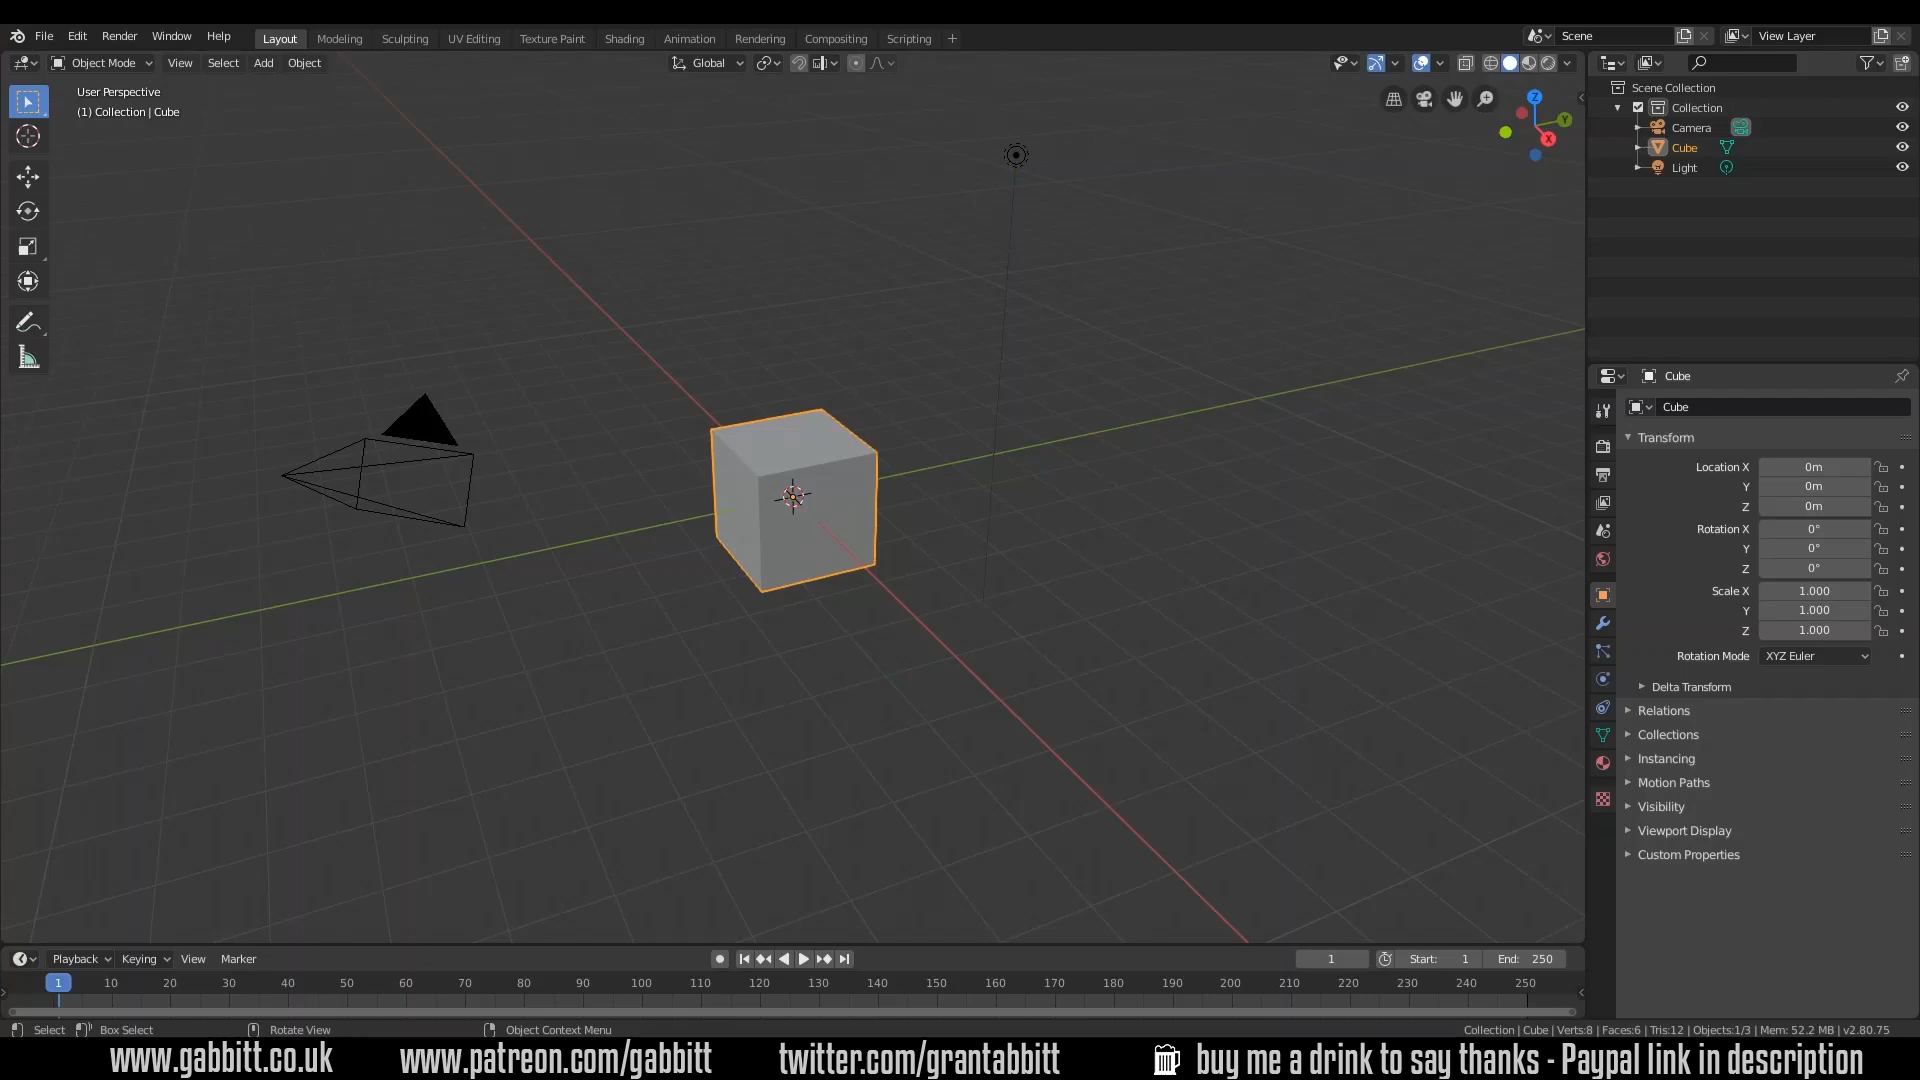 File Edit Render Window Help Layout Modeling Sculpting UV Editing Texture Paint Shading Animation Rendering Compositing Scripting + Scene View Layer
Object Mode View Select Add Object Global
User Perspective
(1) Collection | Cube
Z
Y
X
Scene Collection
Collection
Camera
Cube
Light
Cube
Cube
Transform
Location X 0m
Y 0m
Z 0m
Rotation X 0°
Y 0°
Z 0°
Scale X 1.000
Y 1.000
Z 1.000
Rotation Mode XYZ Euler
Delta Transform
Relations
Collections
Instancing
Motion Paths
Visibility
Viewport Display
Custom Properties
Playback Keying View Marker 1 Start: 1 End: 250
1 10 20 30 40 50 60 70 80 90 100 110 120 130 140 150 160 170 180 190 200 210 220 230 240 250
Select Box Select Rotate View Object Context Menu Collection | Cube | Verts:8 | Faces:6 | Tris:12 | Objects:1/3 | Mem: 52.2 MB | v2.80.75
www.gabbitt.co.uk www.patreon.com/gabbitt twitter.com/grantabbitt buy me a drink to say thanks - Paypal link in description